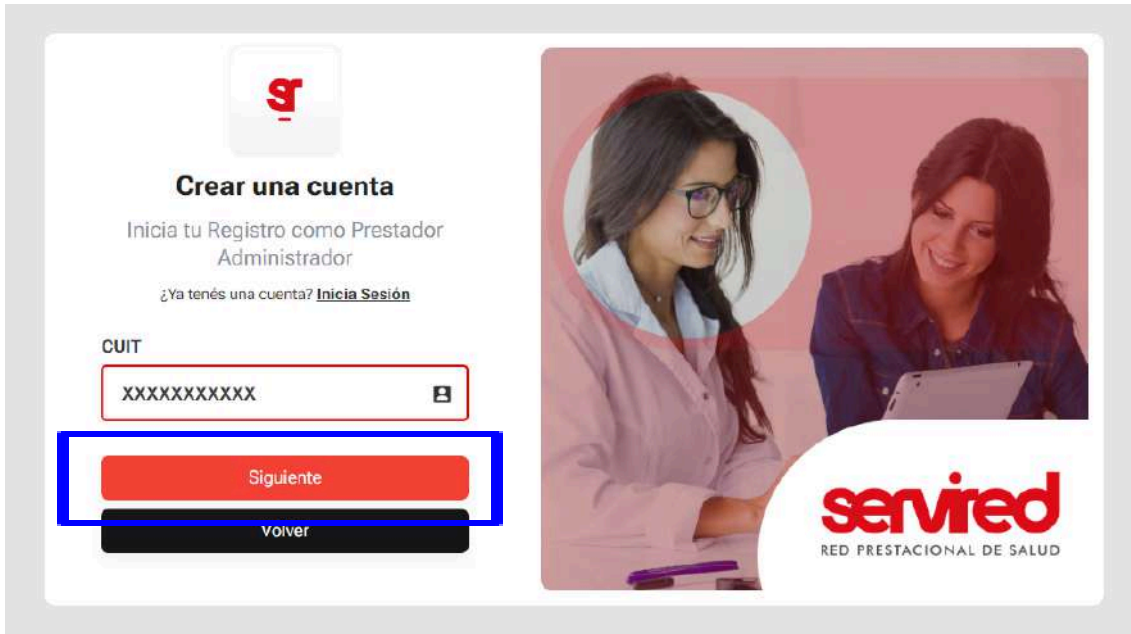 sr
Crear una cuenta
Inicia tu Registro como Prestador
Administrador
¿Ya tenés una cuenta? Inicia Sesión
CUIT
XXXXXXXXXXX
Siguiente
Volver
servired
RED PRESTACIONAL DE SALUD